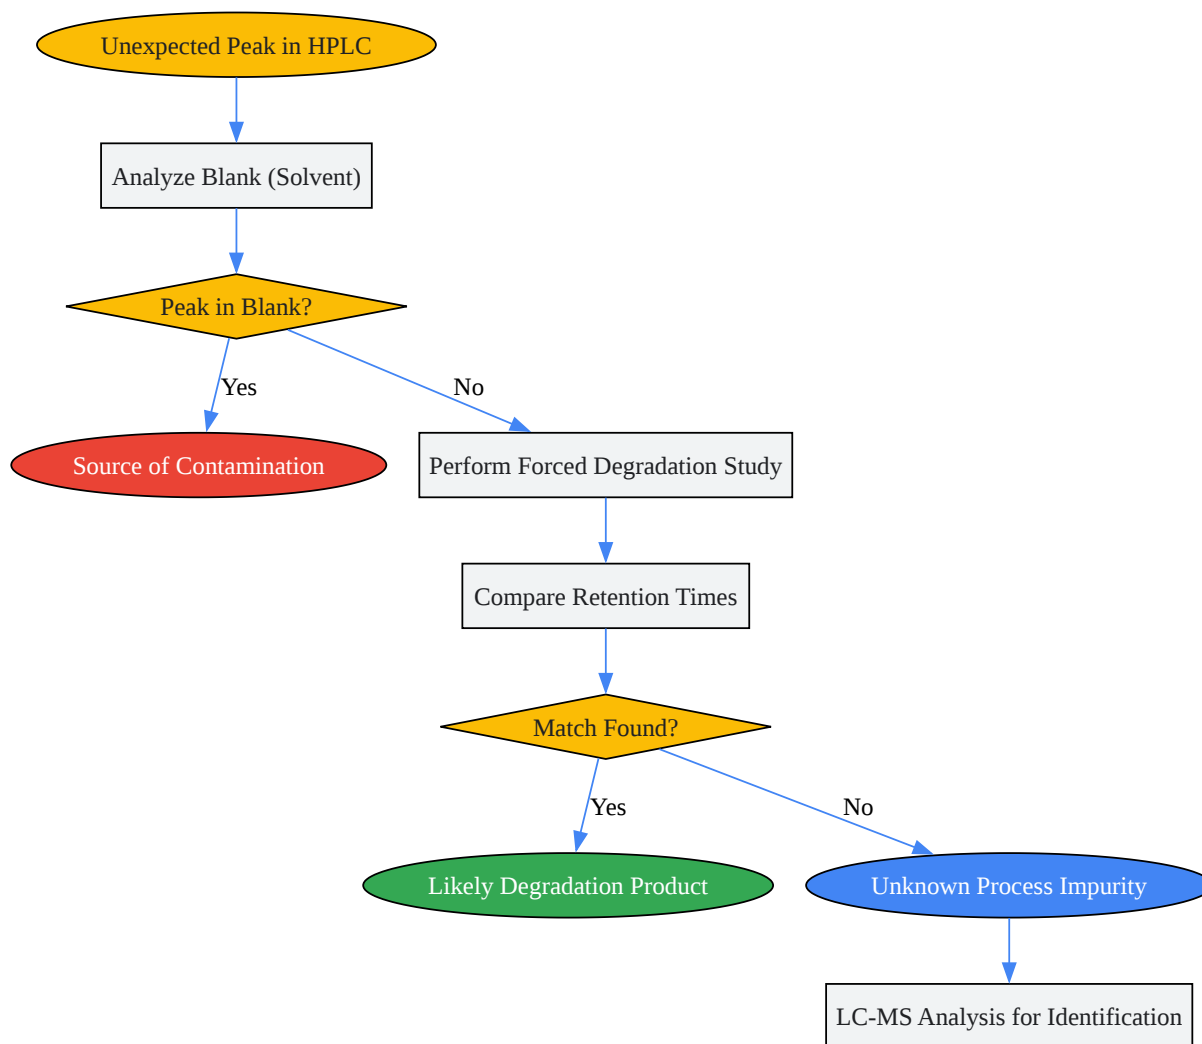 Unexpected Peak in HPLC
Analyze Blank (Solvent)
Peak in Blank?
Yes
No
Source of Contamination
Perform Forced Degradation Study
Compare Retention Times
Match Found?
Yes
No
Likely Degradation Product
Unknown Process Impurity
LC-MS Analysis for Identification